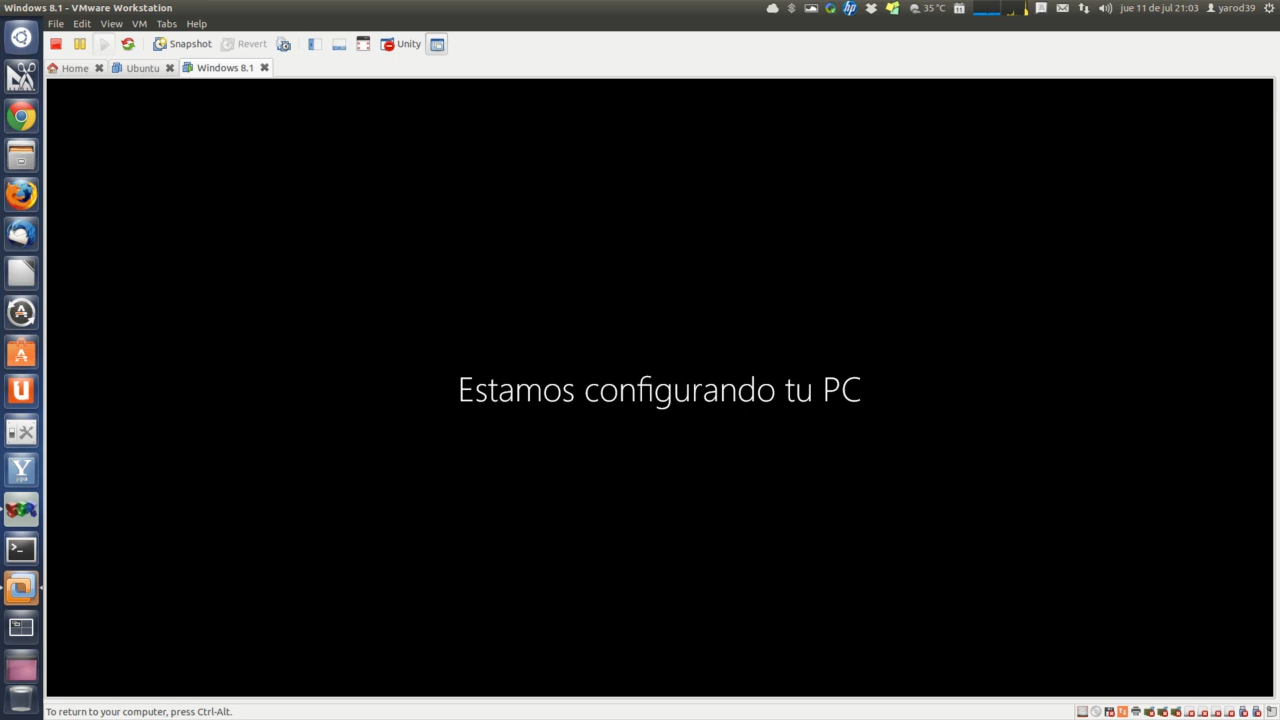 Windows 8.1 - VMware Workstation
35 °C
jue 11 de jul 21:03
yarod39
File Edit View VM Tabs Help
Snapshot Revert Unity
Home Ubuntu Windows 8.1
Estamos configurando tu PC
To return to your computer, press Ctrl-Alt.